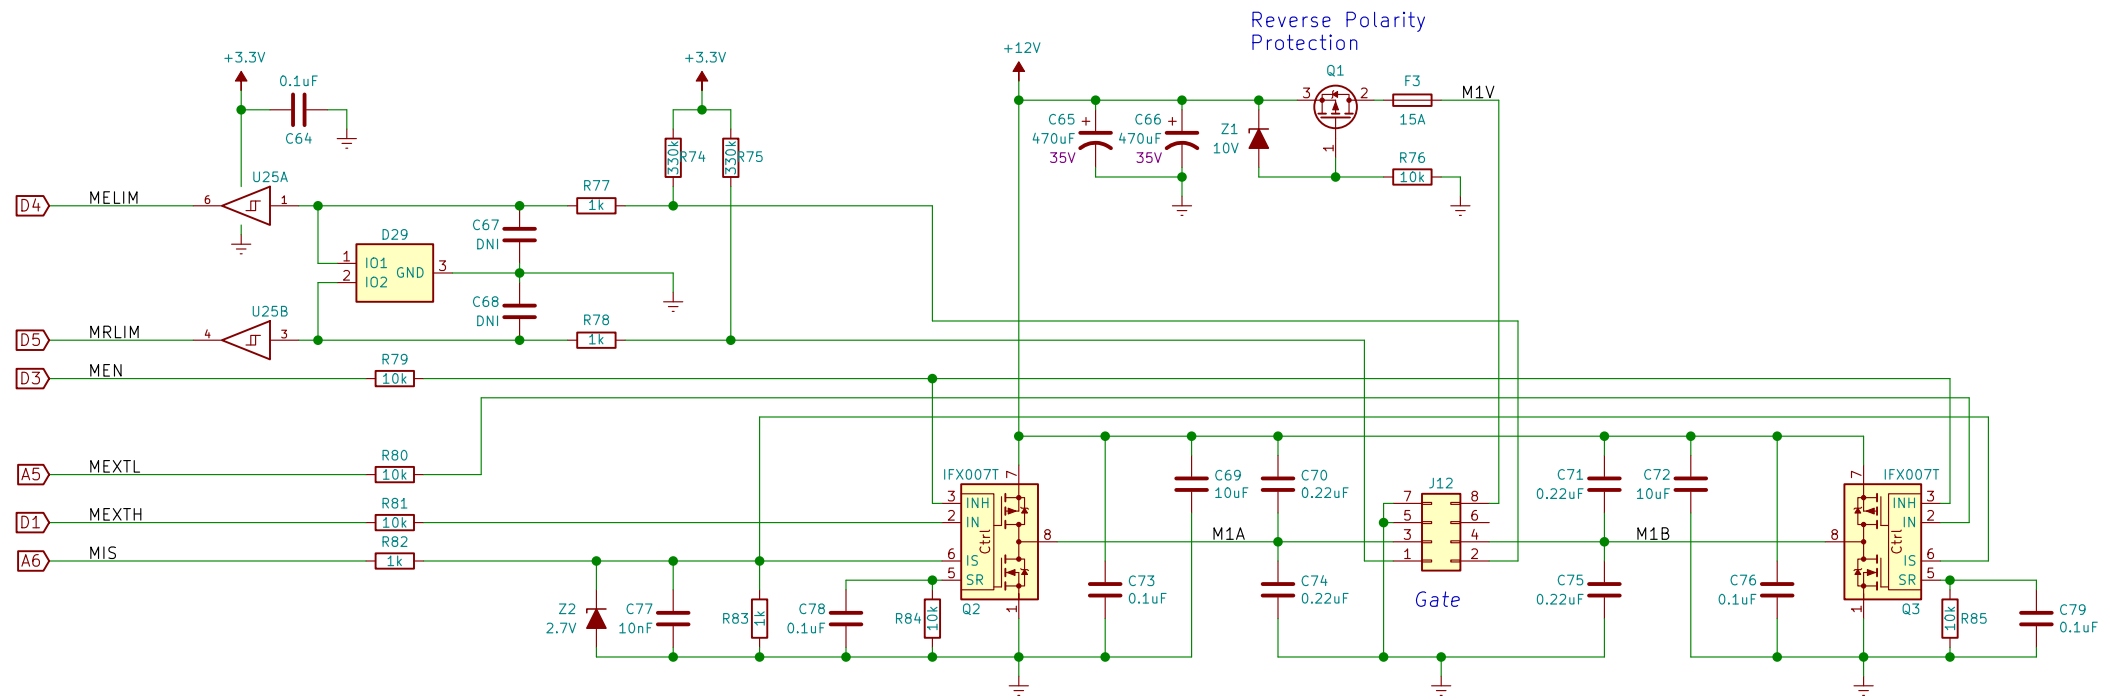 Reverse Polarity
Protection
+3.3V
0.1uF
C64
+3.3V
+12V
Q1
F3
3
2
M1V
15A
1
C65
+
470uF
35V
C66
+
470uF
35V
Z1
10V
R76
10k
330k
R74
330k
R75
U25A
D4
MELIM
6
1
R77
1k
C67
DNI
D29
1
IO1
2
IO2
GND
3
C68
DNI
U25B
D5
MRLIM
4
3
R78
1k
D3
MEN
R79
10k
A5
MEXTL
R80
10k
D1
MEXTH
R81
10k
A6
MIS
R82
1k
Z2
2.7V
C77
10nF
R83
1k
C78
0.1uF
R84
10k
IFX007T
7
3
INH
2
IN
Ctrl
8
6
IS
5
SR
Q2
1
C69
10uF
C70
0.22uF
M1A
C73
0.1uF
C74
0.22uF
J12
7
8
5
6
3
4
1
2
Gate
C71
0.22uF
C72
10uF
M1B
C75
0.22uF
C76
0.1uF
IFX007T
7
INH
3
IN
2
Ctrl
8
IS
6
SR
5
1
Q3
10k
R85
C79
0.1uF